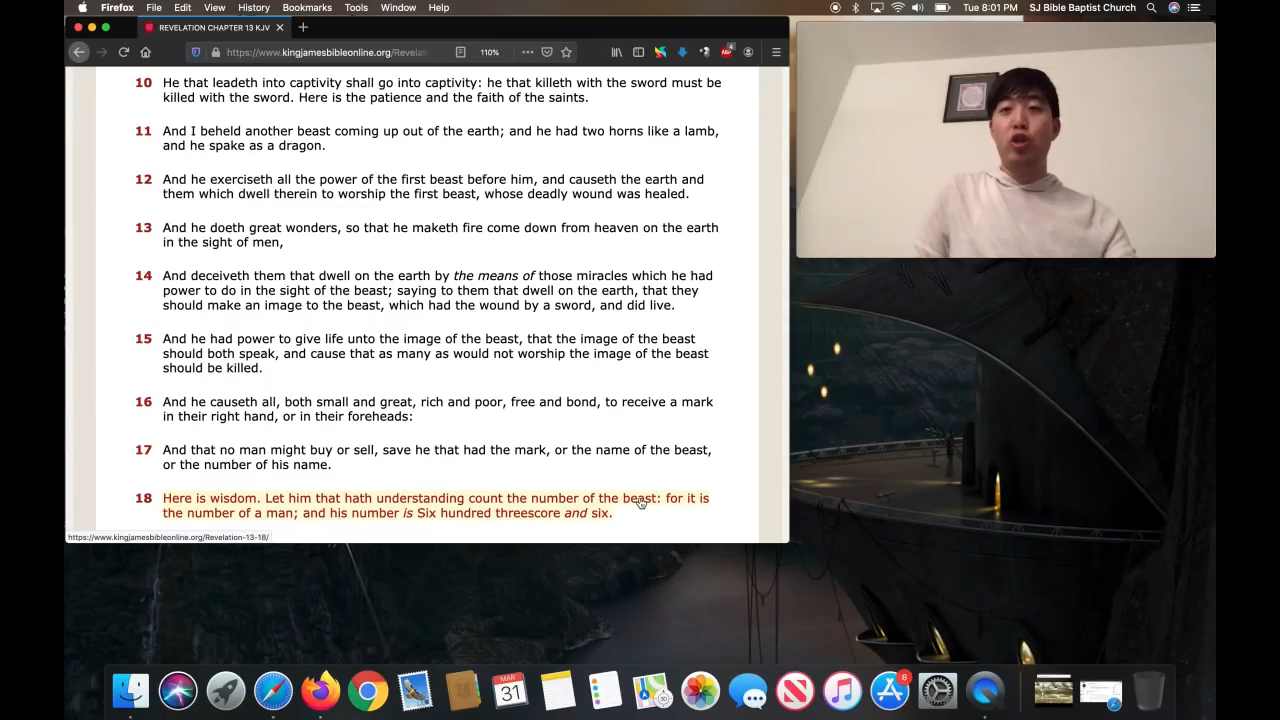 Firefox File Edit View History Bookmarks Tools Window Help
Tue 8:01 PM SJ Bible Baptist Church
REVELATION CHAPTER 13 KJV
https://www.kingjamesbibleonline.org/Revelat
110%
4
10 He that leadeth into captivity shall go into captivity: he that killeth with the sword must be
killed with the sword. Here is the patience and the faith of the saints.
11 And I beheld another beast coming up out of the earth; and he had two horns like a lamb,
and he spake as a dragon.
12 And he exerciseth all the power of the first beast before him, and causeth the earth and
them which dwell therein to worship the first beast, whose deadly wound was healed.
13 And he doeth great wonders, so that he maketh fire come down from heaven on the earth
in the sight of men,
14 And deceiveth them that dwell on the earth by the means of those miracles which he had
power to do in the sight of the beast; saying to them that dwell on the earth, that they
should make an image to the beast, which had the wound by a sword, and did live.
15 And he had power to give life unto the image of the beast, that the image of the beast
should both speak, and cause that as many as would not worship the image of the beast
should be killed.
16 And he causeth all, both small and great, rich and poor, free and bond, to receive a mark
in their right hand, or in their foreheads:
17 And that no man might buy or sell, save he that had the mark, or the name of the beast,
or the number of his name.
18 Here is wisdom. Let him that hath understanding count the number of the beast: for it is
the number of a man; and his number is Six hundred threescore and six.
https://www.kingjamesbibleonline.org/Revelation-13-18/
MAR
31
8